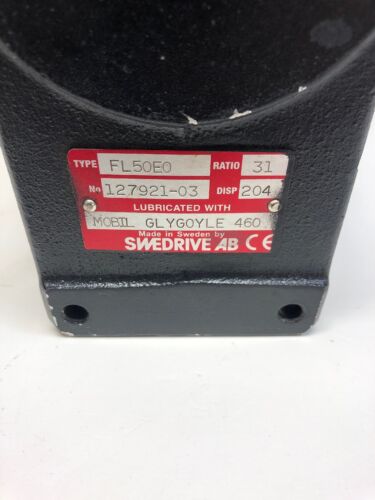 TYPE FL50E0 RATIO 31
No 127921-03 DISP 204
LUBRICATED WITH
MOBIL GLYGOYLE 460
Made in Sweden by
SWEDRIVE AB CE